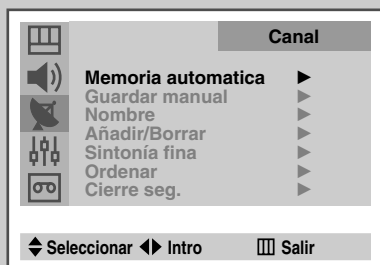 Canal
Memoria automatica
Guardar manual
Nombre
Añadir/Borrar
Sintonía fina
Ordenar
Cierre seg.
Seleccionar Intro Salir